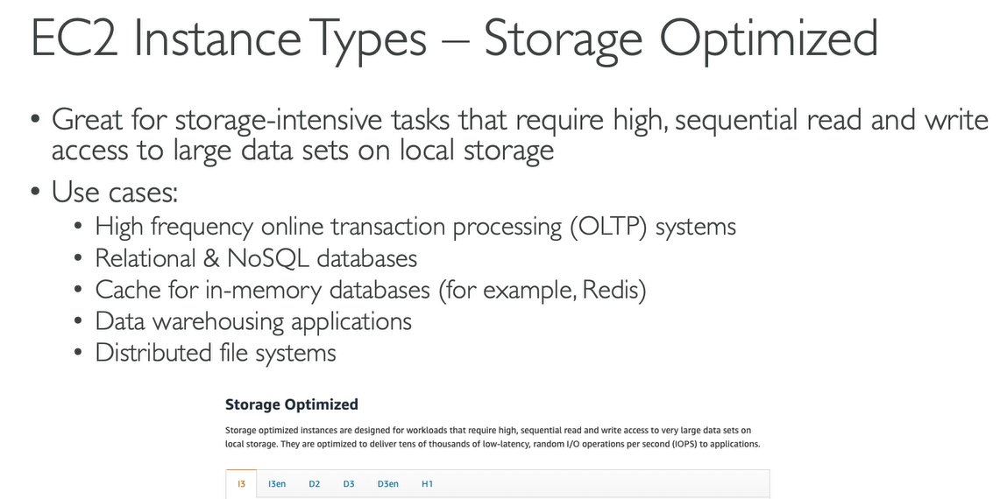 EC2 Instance Types – Storage Optimized
• Great for storage-intensive tasks that require high, sequential read and write
access to large data sets on local storage
• Use cases:
• High frequency online transaction processing (OLTP) systems
• Relational & NoSQL databases
• Cache for in-memory databases (for example, Redis)
• Data warehousing applications
• Distributed file systems
Storage Optimized
Storage optimized instances are designed for workloads that require high, sequential read and write access to very large data sets on
local storage. They are optimized to deliver tens of thousands of low-latency, random I/O operations per second (IOPS) to applications.
I3 I3en D2 D3 D3en H1